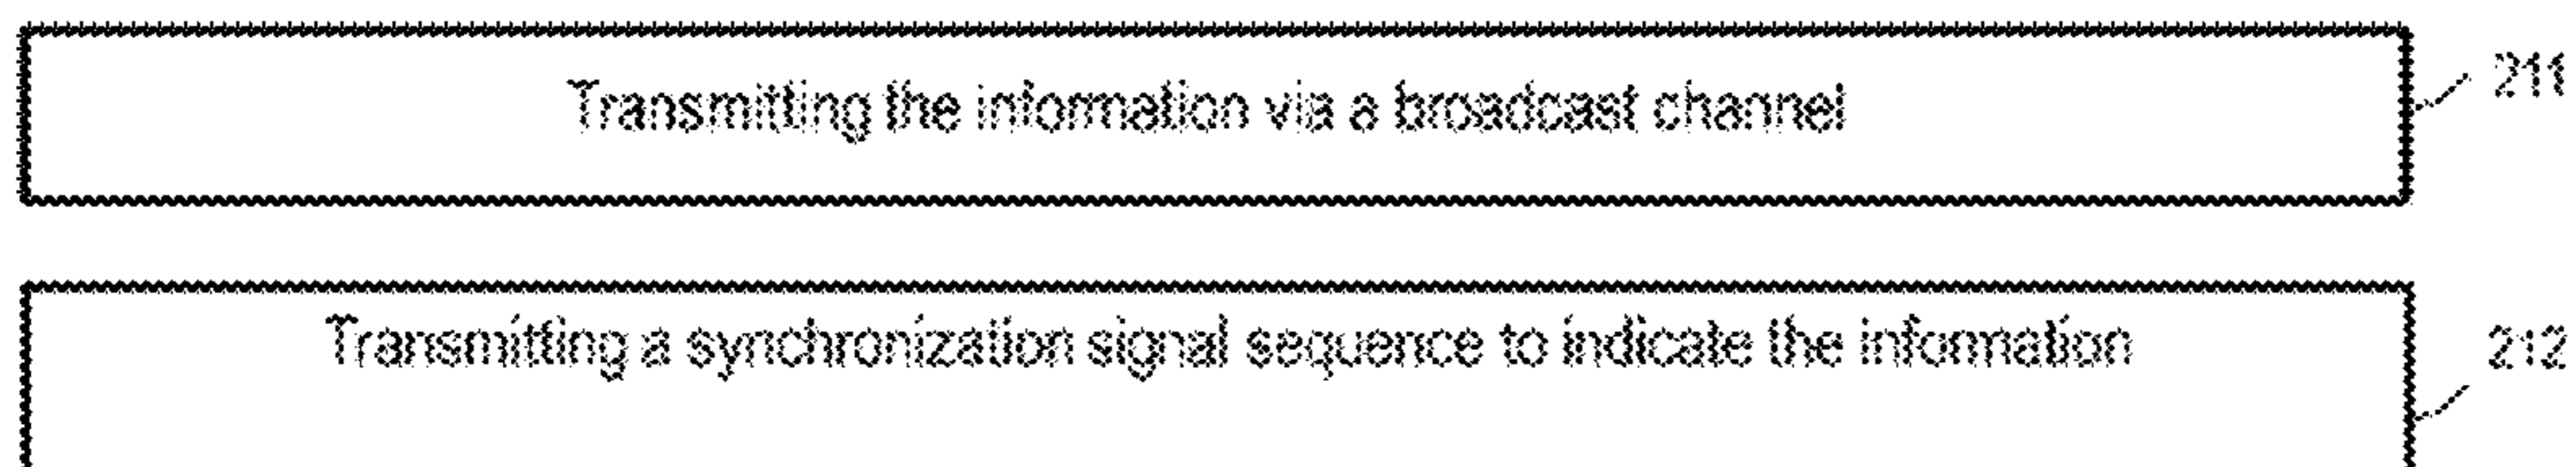 Transmitting the information via a broadcast channel
211
Transmitting a synchronization signal sequence to indicate the information
212